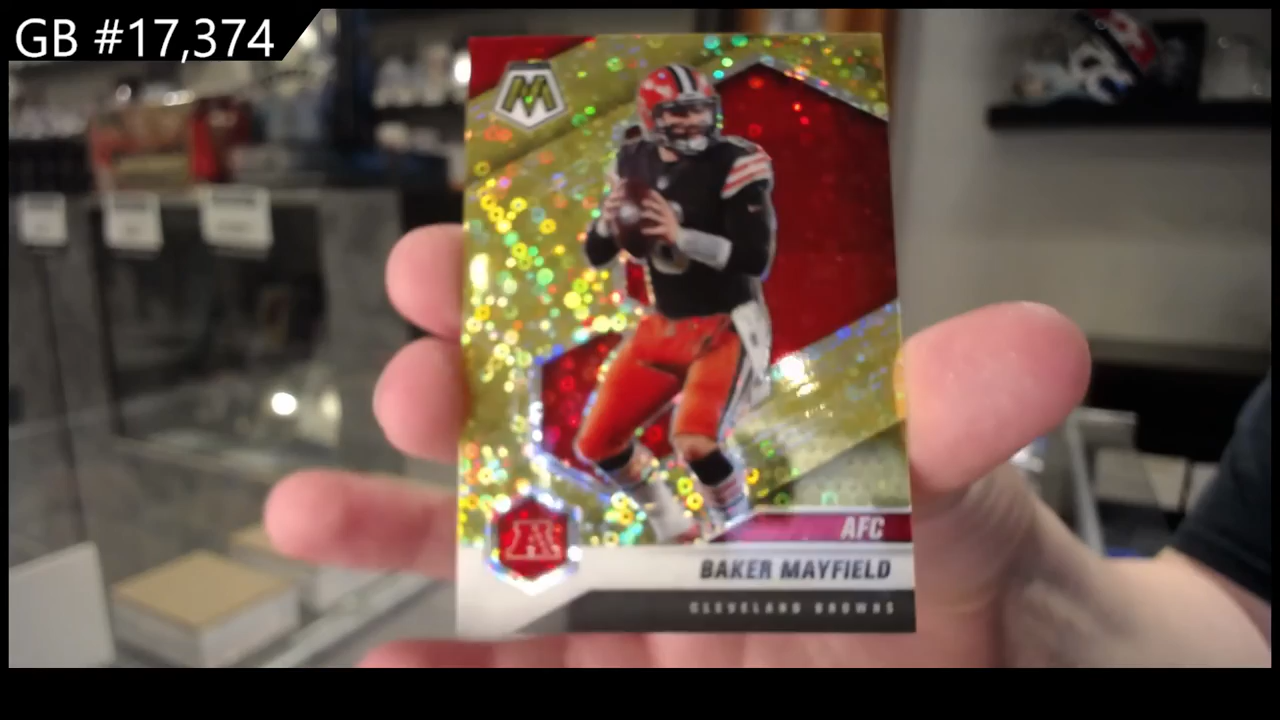 GB #17,374
M
A
AFC
BAKER MAYFIELD
CLEVELAND BROWNS